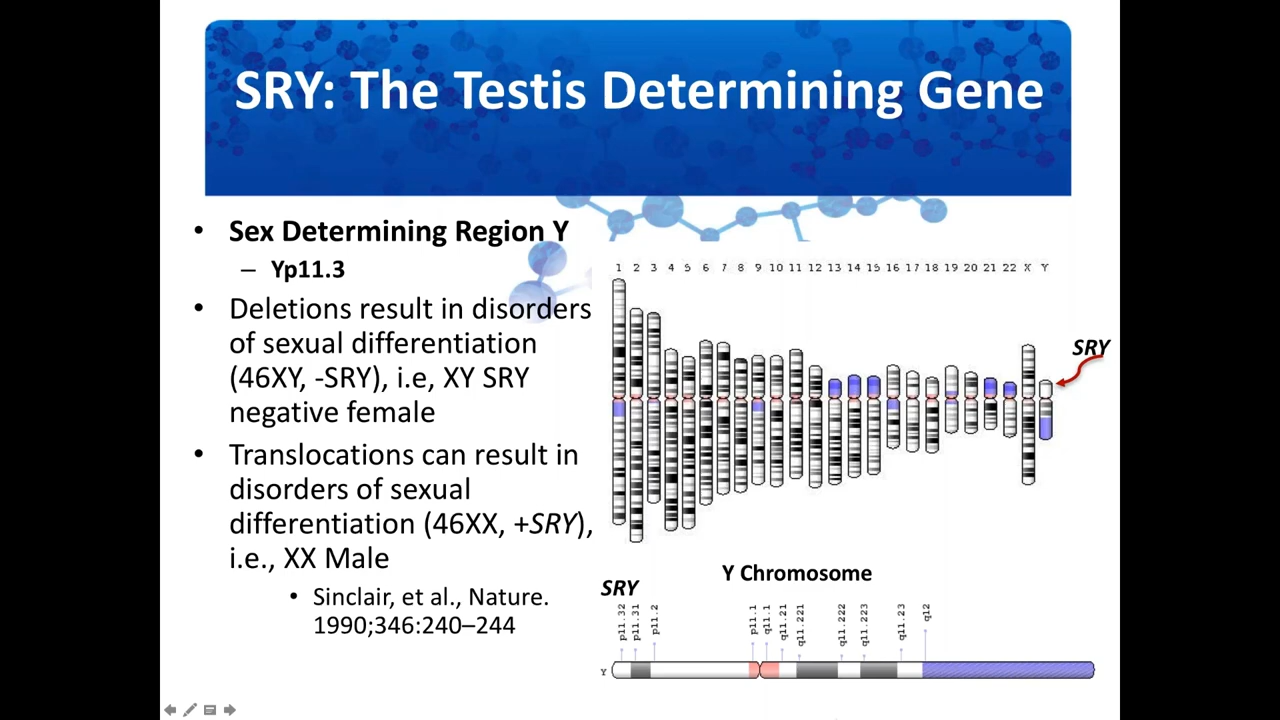 SRY: The Testis Determining Gene
• Sex Determining Region Y
– Yp11.3
• Deletions result in disorders
of sexual differentiation
(46XY, -SRY), i.e, XY SRY
negative female
• Translocations can result in
disorders of sexual
differentiation (46XX, +SRY),
i.e., XX Male
• Sinclair, et al., Nature.
1990;346:240–244
1 2 3 4 5 6 7 8 9 10 11 12 13 14 15 16 17 18 19 20 21 22 X Y
SRY
Y Chromosome
SRY
p11.32 p11.31 p11.2 p11.1 q11.1 q11.21 q11.221 q11.222 q11.223 q11.23 q12
Y